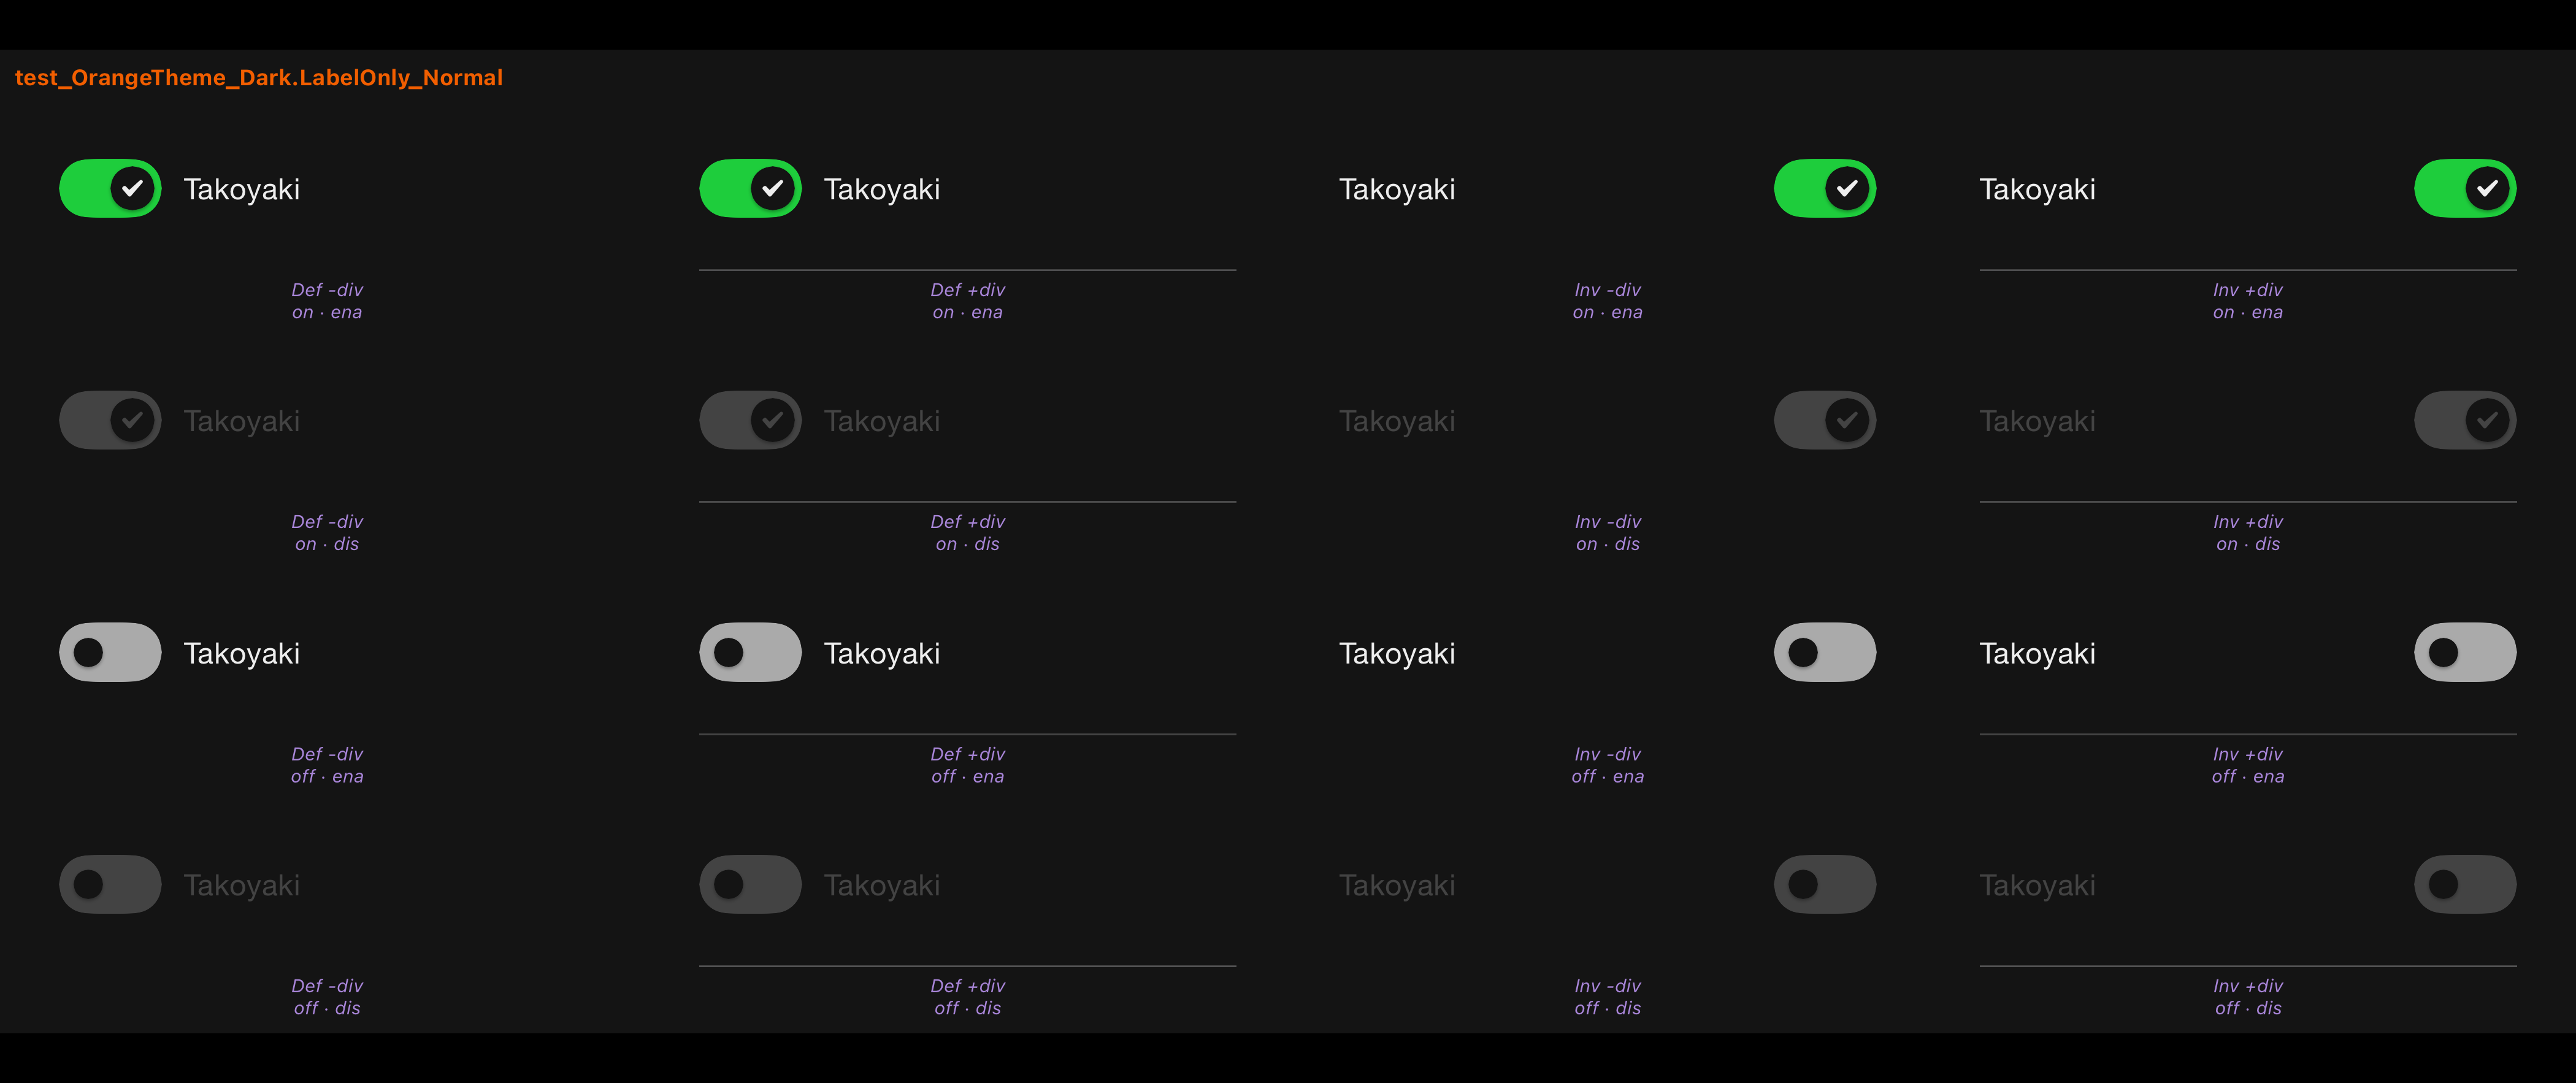 test_OrangeTheme_Dark.LabelOnly_Normal
Takoyaki
Takoyaki
Takoyaki
Takoyaki
Def -div
on · ena
Def +div
on · ena
Inv -div
on · ena
Inv +div
on · ena
Takoyaki
Takoyaki
Takoyaki
Takoyaki
Def -div
on · dis
Def +div
on · dis
Inv -div
on · dis
Inv +div
on · dis
Takoyaki
Takoyaki
Takoyaki
Takoyaki
Def -div
off · ena
Def +div
off · ena
Inv -div
off · ena
Inv +div
off · ena
Takoyaki
Takoyaki
Takoyaki
Takoyaki
Def -div
off · dis
Def +div
off · dis
Inv -div
off · dis
Inv +div
off · dis